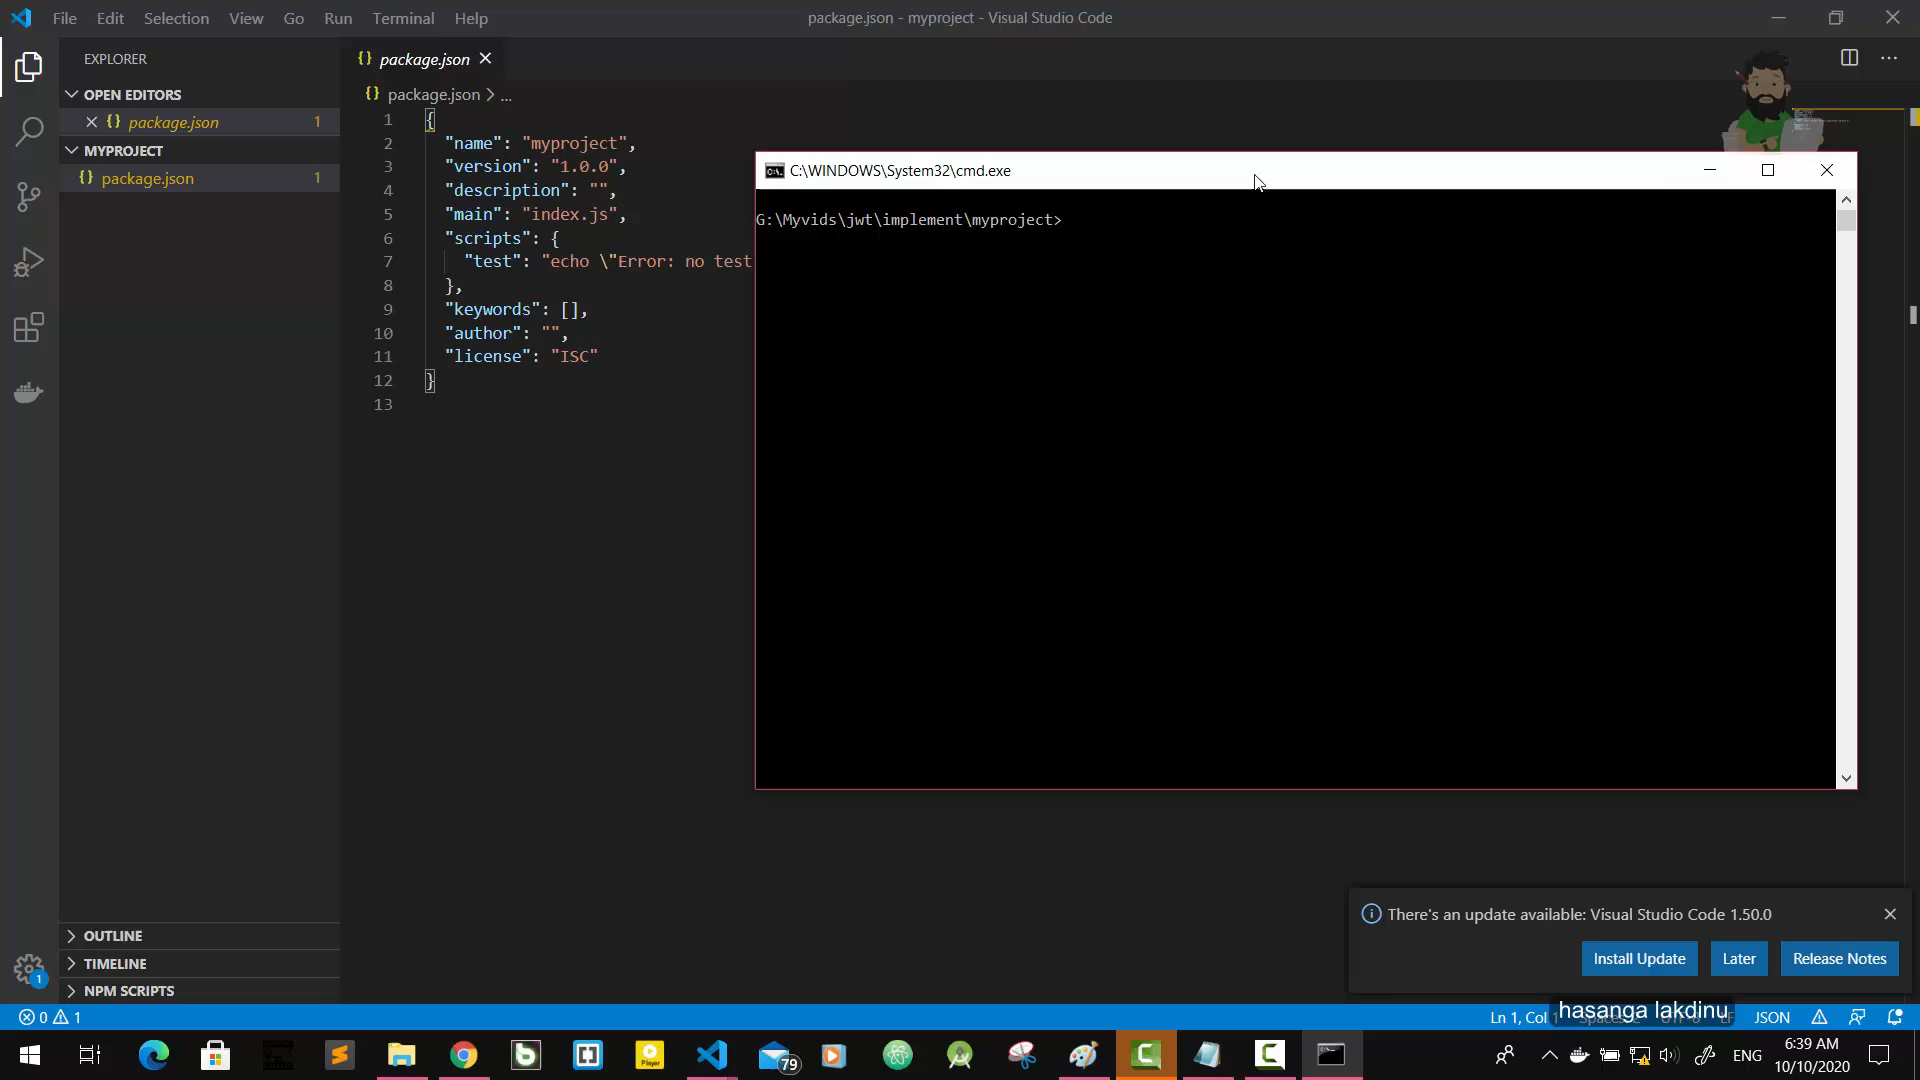 File Edit Selection View Go Run Terminal Help
package.json - myproject - Visual Studio Code
EXPLORER
OPEN EDITORS
package.json 1
MYPROJECT
package.json 1
package.json
package.json > ...
1 {
2 "name": "myproject",
3 "version": "1.0.0",
4 "description": "",
5 "main": "index.js",
6 "scripts": {
7 "test": "echo \"Error: no test
8 },
9 "keywords": [],
10 "author": "",
11 "license": "ISC"
12 }
13
C:\WINDOWS\System32\cmd.exe
G:\Myvids\jwt\implement\myproject>
There's an update available: Visual Studio Code 1.50.0
Install Update Later Release Notes
OUTLINE
TIMELINE
NPM SCRIPTS
1
0 1
Ln 1, Col
hasanga lakdinu
JSON
79
Player
ENG
6:39 AM
10/10/2020